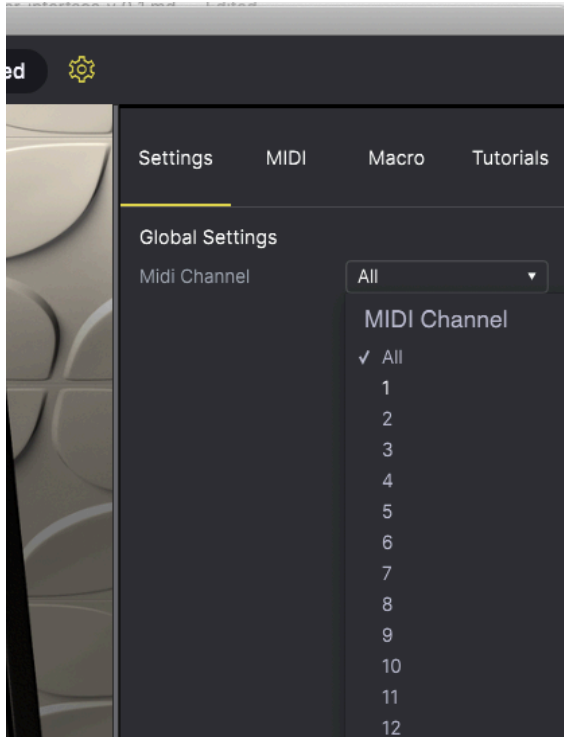 ed
Settings MIDI Macro Tutorials
Global Settings
Midi Channel All
MIDI Channel
✓ All
1
2
3
4
5
6
7
8
9
10
11
12